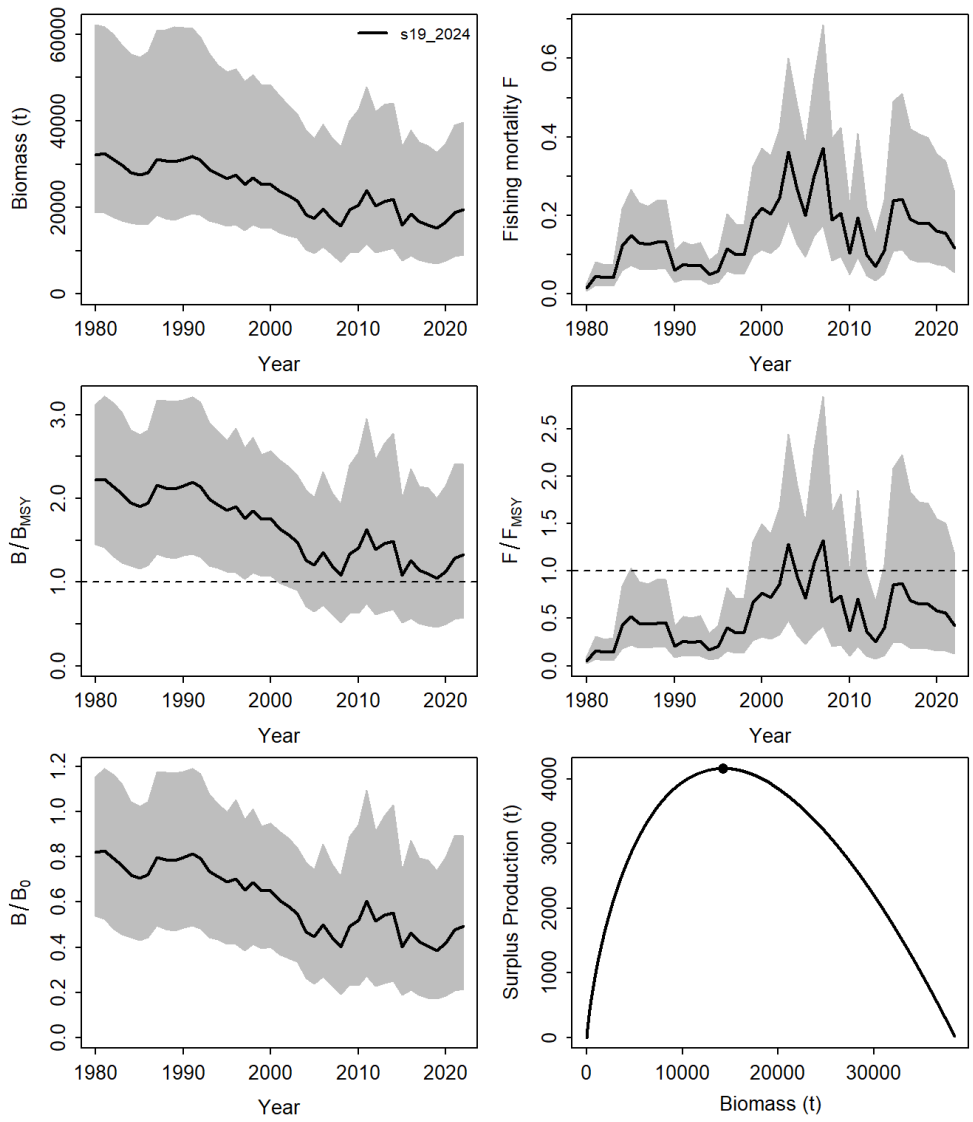 s19_2024
Biomass (t)
0 20000 40000 60000
1980 1990 2000 2010 2020
Year
Fishing mortality F
0.0 0.2 0.4 0.6
1980 1990 2000 2010 2020
Year
B/B_MSY
0.0 1.0 2.0 3.0
1980 1990 2000 2010 2020
Year
F/F_MSY
0.0 0.5 1.0 1.5 2.0 2.5
1980 1990 2000 2010 2020
Year
B/B_0
0.0 0.2 0.4 0.6 0.8 1.0 1.2
1980 1990 2000 2010 2020
Year
Surplus Production (t)
0 1000 2000 3000 4000
0 10000 20000 30000
Biomass (t)